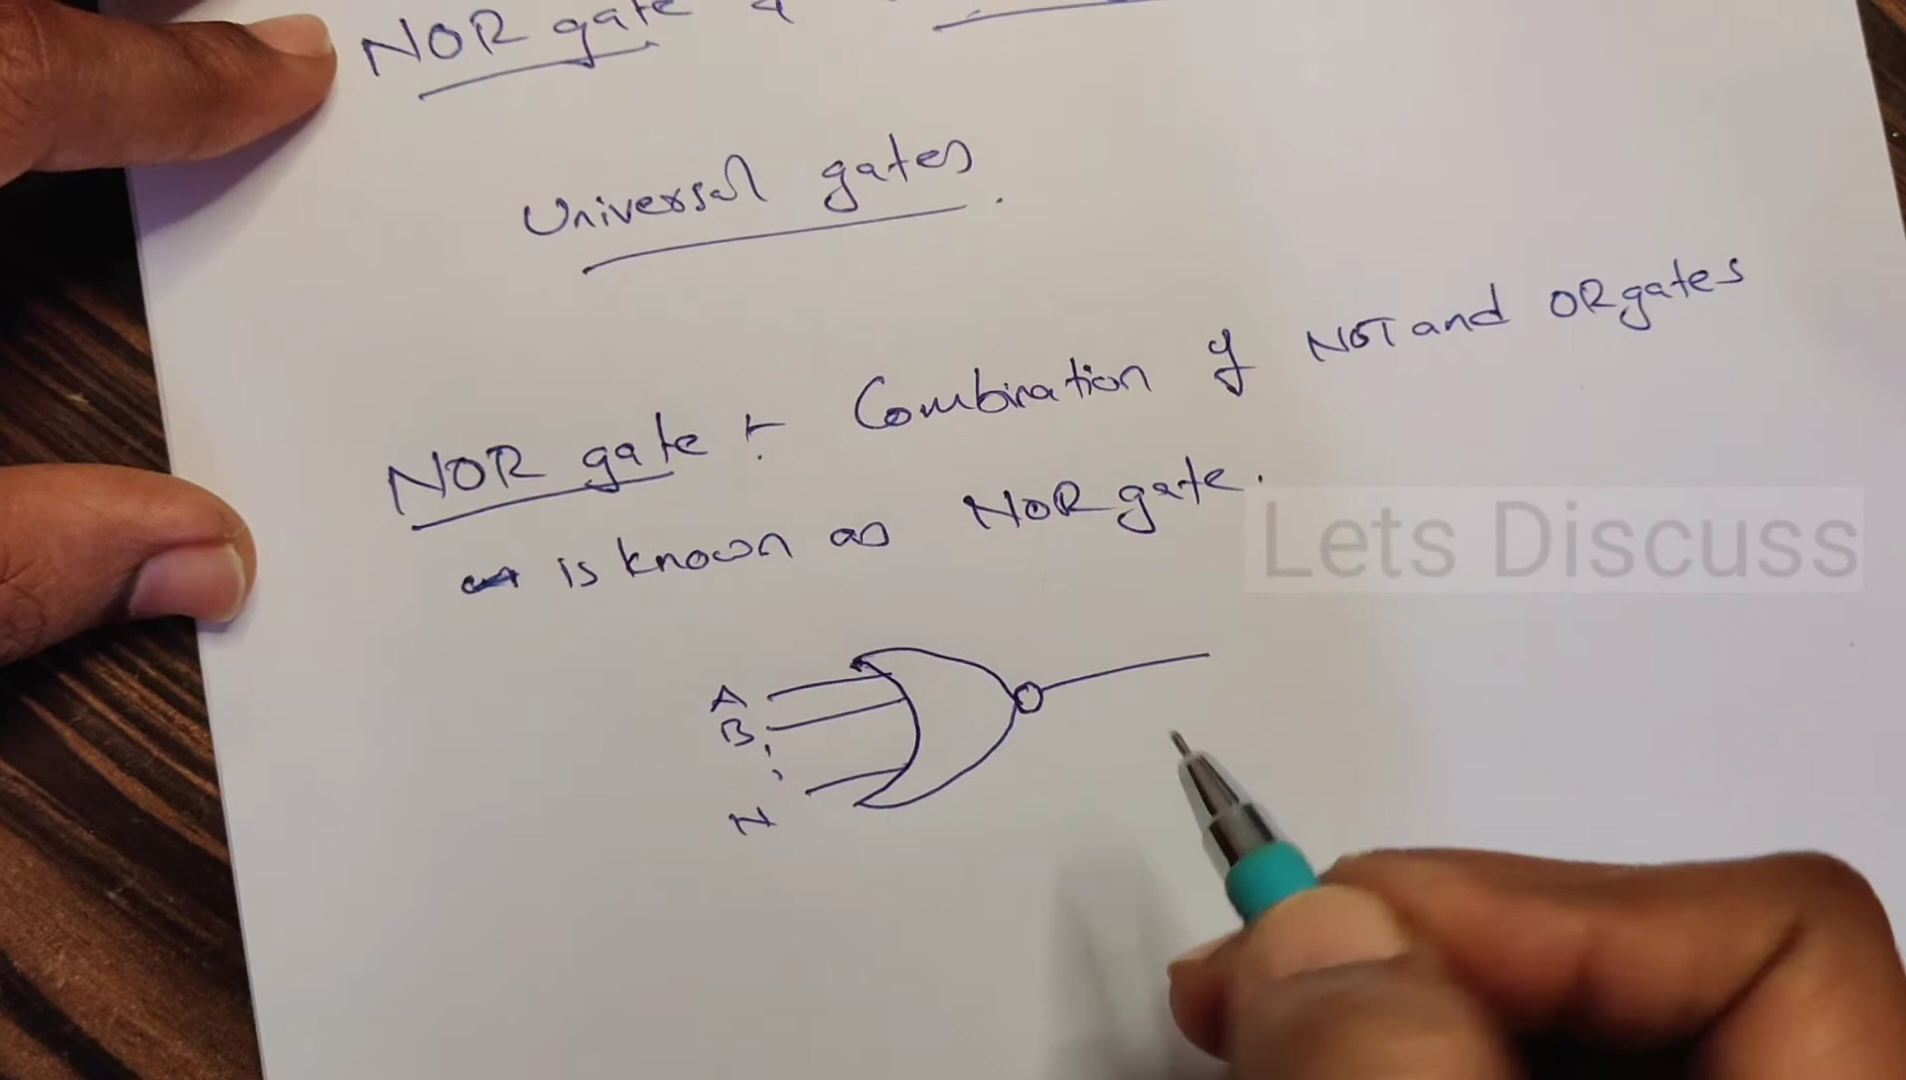 NOR gate &
Universal gates.
NOR gate :- Combination of NOT and OR gates
is known as NOR gate.
Lets Discuss
A
B
N